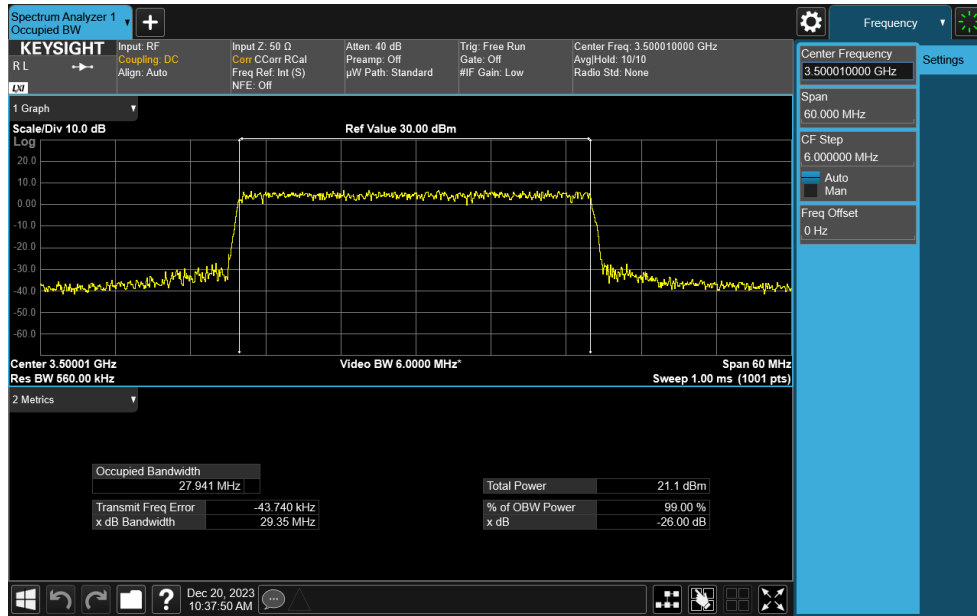 Spectrum Analyzer 1
Occupied BW
Frequency
KEYSIGHT
R L
LXI
Input: RF
Coupling: DC
Align: Auto
Input Z: 50 Ω
Corr CCorr RCal
Freq Ref: Int (S)
NFE: Off
Atten: 40 dB
Preamp: Off
µW Path: Standard
Trig: Free Run
Gate: Off
#IF Gain: Low
Center Freq: 3.500010000 GHz
Avg|Hold: 10/10
Radio Std: None
Center Frequency
3.500010000 GHz
Settings
Span
60.000 MHz
CF Step
6.000000 MHz
Auto
Man
Freq Offset
0 Hz
1 Graph
Scale/Div 10.0 dB
Ref Value 30.00 dBm
Log
20.0
10.0
0.00
-10.0
-20.0
-30.0
-40.0
-50.0
-60.0
Center 3.50001 GHz
Video BW 6.0000 MHz*
Span 60 MHz
Res BW 560.00 kHz
Sweep 1.00 ms (1001 pts)
2 Metrics
Occupied Bandwidth
27.941 MHz
Total Power 21.1 dBm
Transmit Freq Error -43.740 kHz
% of OBW Power 99.00 %
x dB Bandwidth 29.35 MHz
x dB -26.00 dB
?
Dec 20, 2023
10:37:50 AM